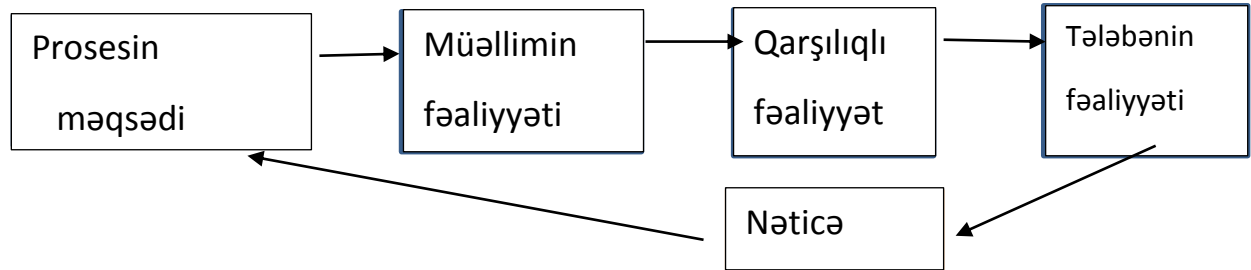 Prosesin
məqsədi
Müəllimin
fəaliyyəti
Qarşılıqlı
fəaliyyət
Tələbənin
fəaliyyəti
Nəticə